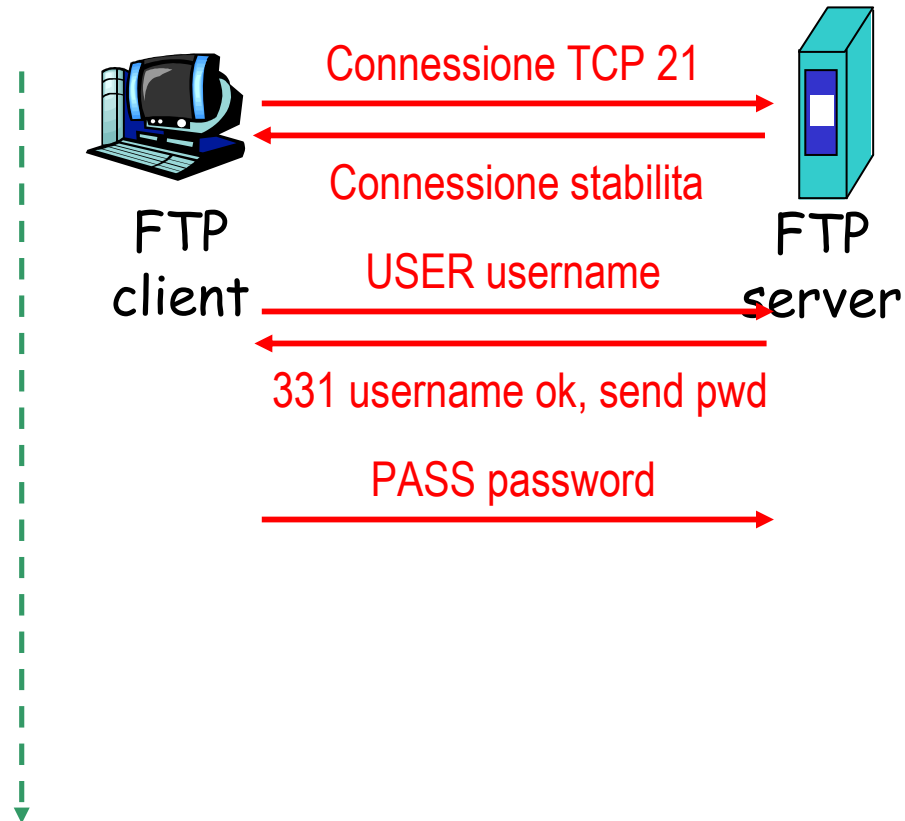 Connessione TCP 21
Connessione stabilita
FTP
client
FTP
server
USER username
331 username ok, send pwd
PASS password